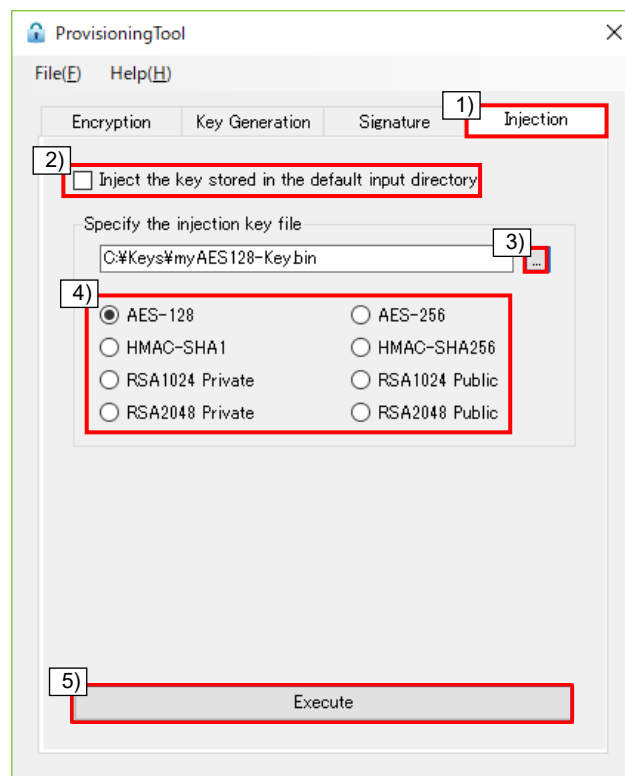 ProvisioningTool
File(F) Help(H)
1)
Encryption Key Generation Signature Injection
2)
Inject the key stored in the default input directory
Specify the injection key file
3)
C:¥Keys¥myAES128-Key.bin ...
4)
AES-128 AES-256
HMAC-SHA1 HMAC-SHA256
RSA1024 Private RSA1024 Public
RSA2048 Private RSA2048 Public
5)
Execute